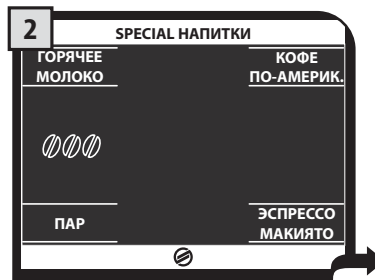 2
SPECIAL НАПИТКИ
ГОРЯЧЕЕ
МОЛОКО
КОФЕ
ПО-АМЕРИК.
ПАР
ЭСПРЕССО
МАКИЯТО